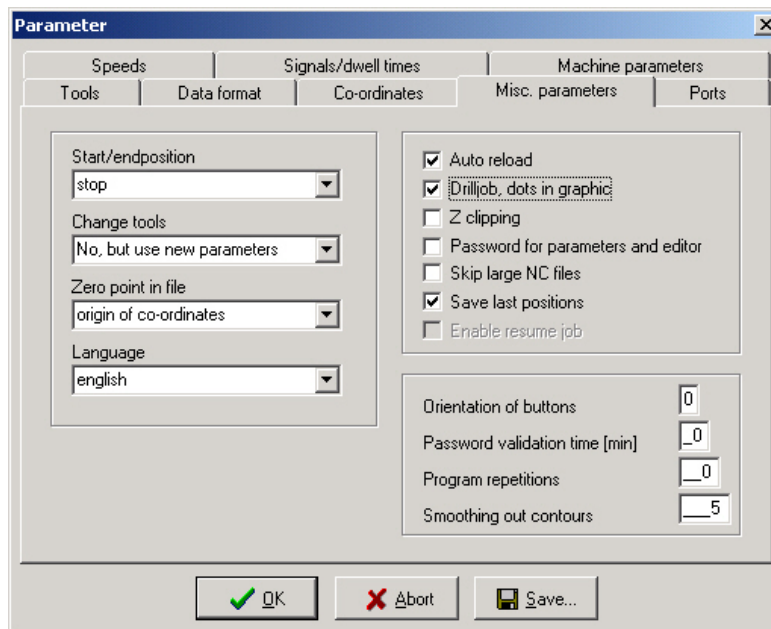 Parameter
Speeds
Signals/dwell times
Machine parameters
Tools
Data format
Co-ordinates
Misc. parameters
Ports
Start/endposition
stop
Change tools
No, but use new parameters
Zero point in file
origin of co-ordinates
Language
english
Auto reload
Drilljob, dots in graphic
Z clipping
Password for parameters and editor
Skip large NC files
Save last positions
Enable resume job
Orientation of buttons 0
Password validation time [min] _0
Program repetitions __0
Smoothing out contours ___5
OK
Abort
Save...